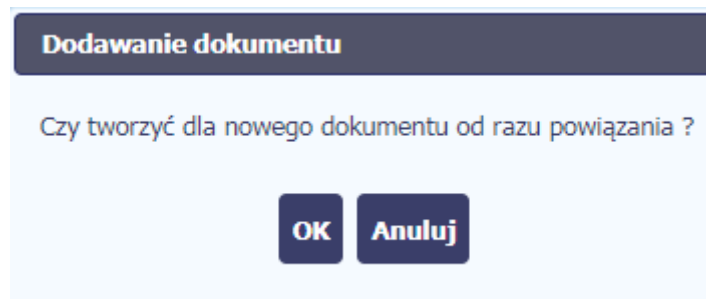 Dodawanie dokumentu
Czy tworzyć dla nowego dokumentu od razu powiązania ?
OK Anuluj